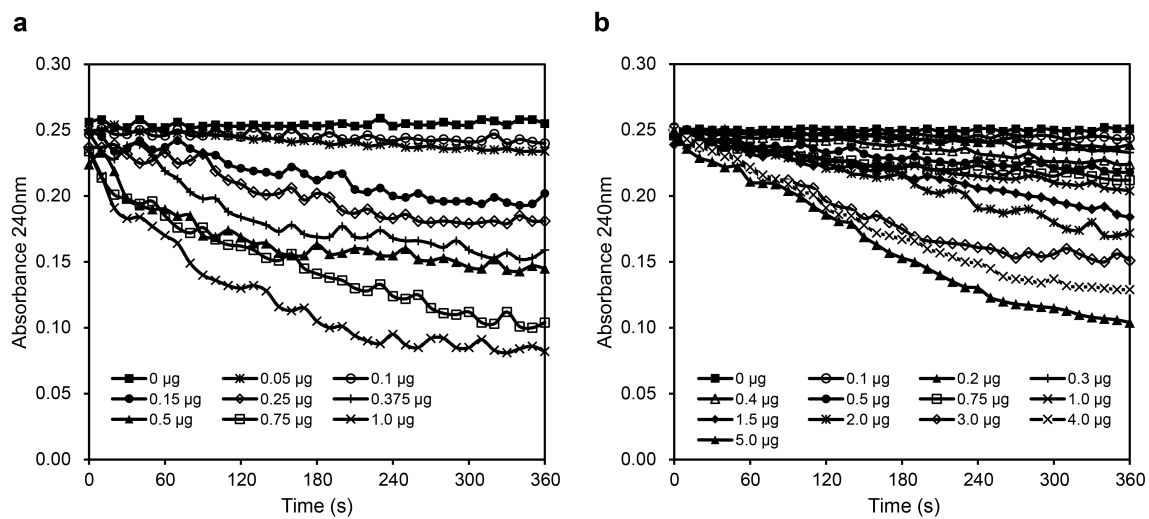 a
Absorbance 240nm
0.30
0.25
0.20
0.15
0.10
0.05
0.00
0 µg 0.05 µg 0.1 µg
0.15 µg 0.25 µg 0.375 µg
0.5 µg 0.75 µg 1.0 µg
0 60 120 180 240 300 360
Time (s)
b
Absorbance 240nm
0.30
0.25
0.20
0.15
0.10
0.05
0.00
0 µg 0.1 µg 0.2 µg 0.3 µg
0.4 µg 0.5 µg 0.75 µg 1.0 µg
1.5 µg 2.0 µg 3.0 µg 4.0 µg
5.0 µg
0 60 120 180 240 300 360
Time (s)